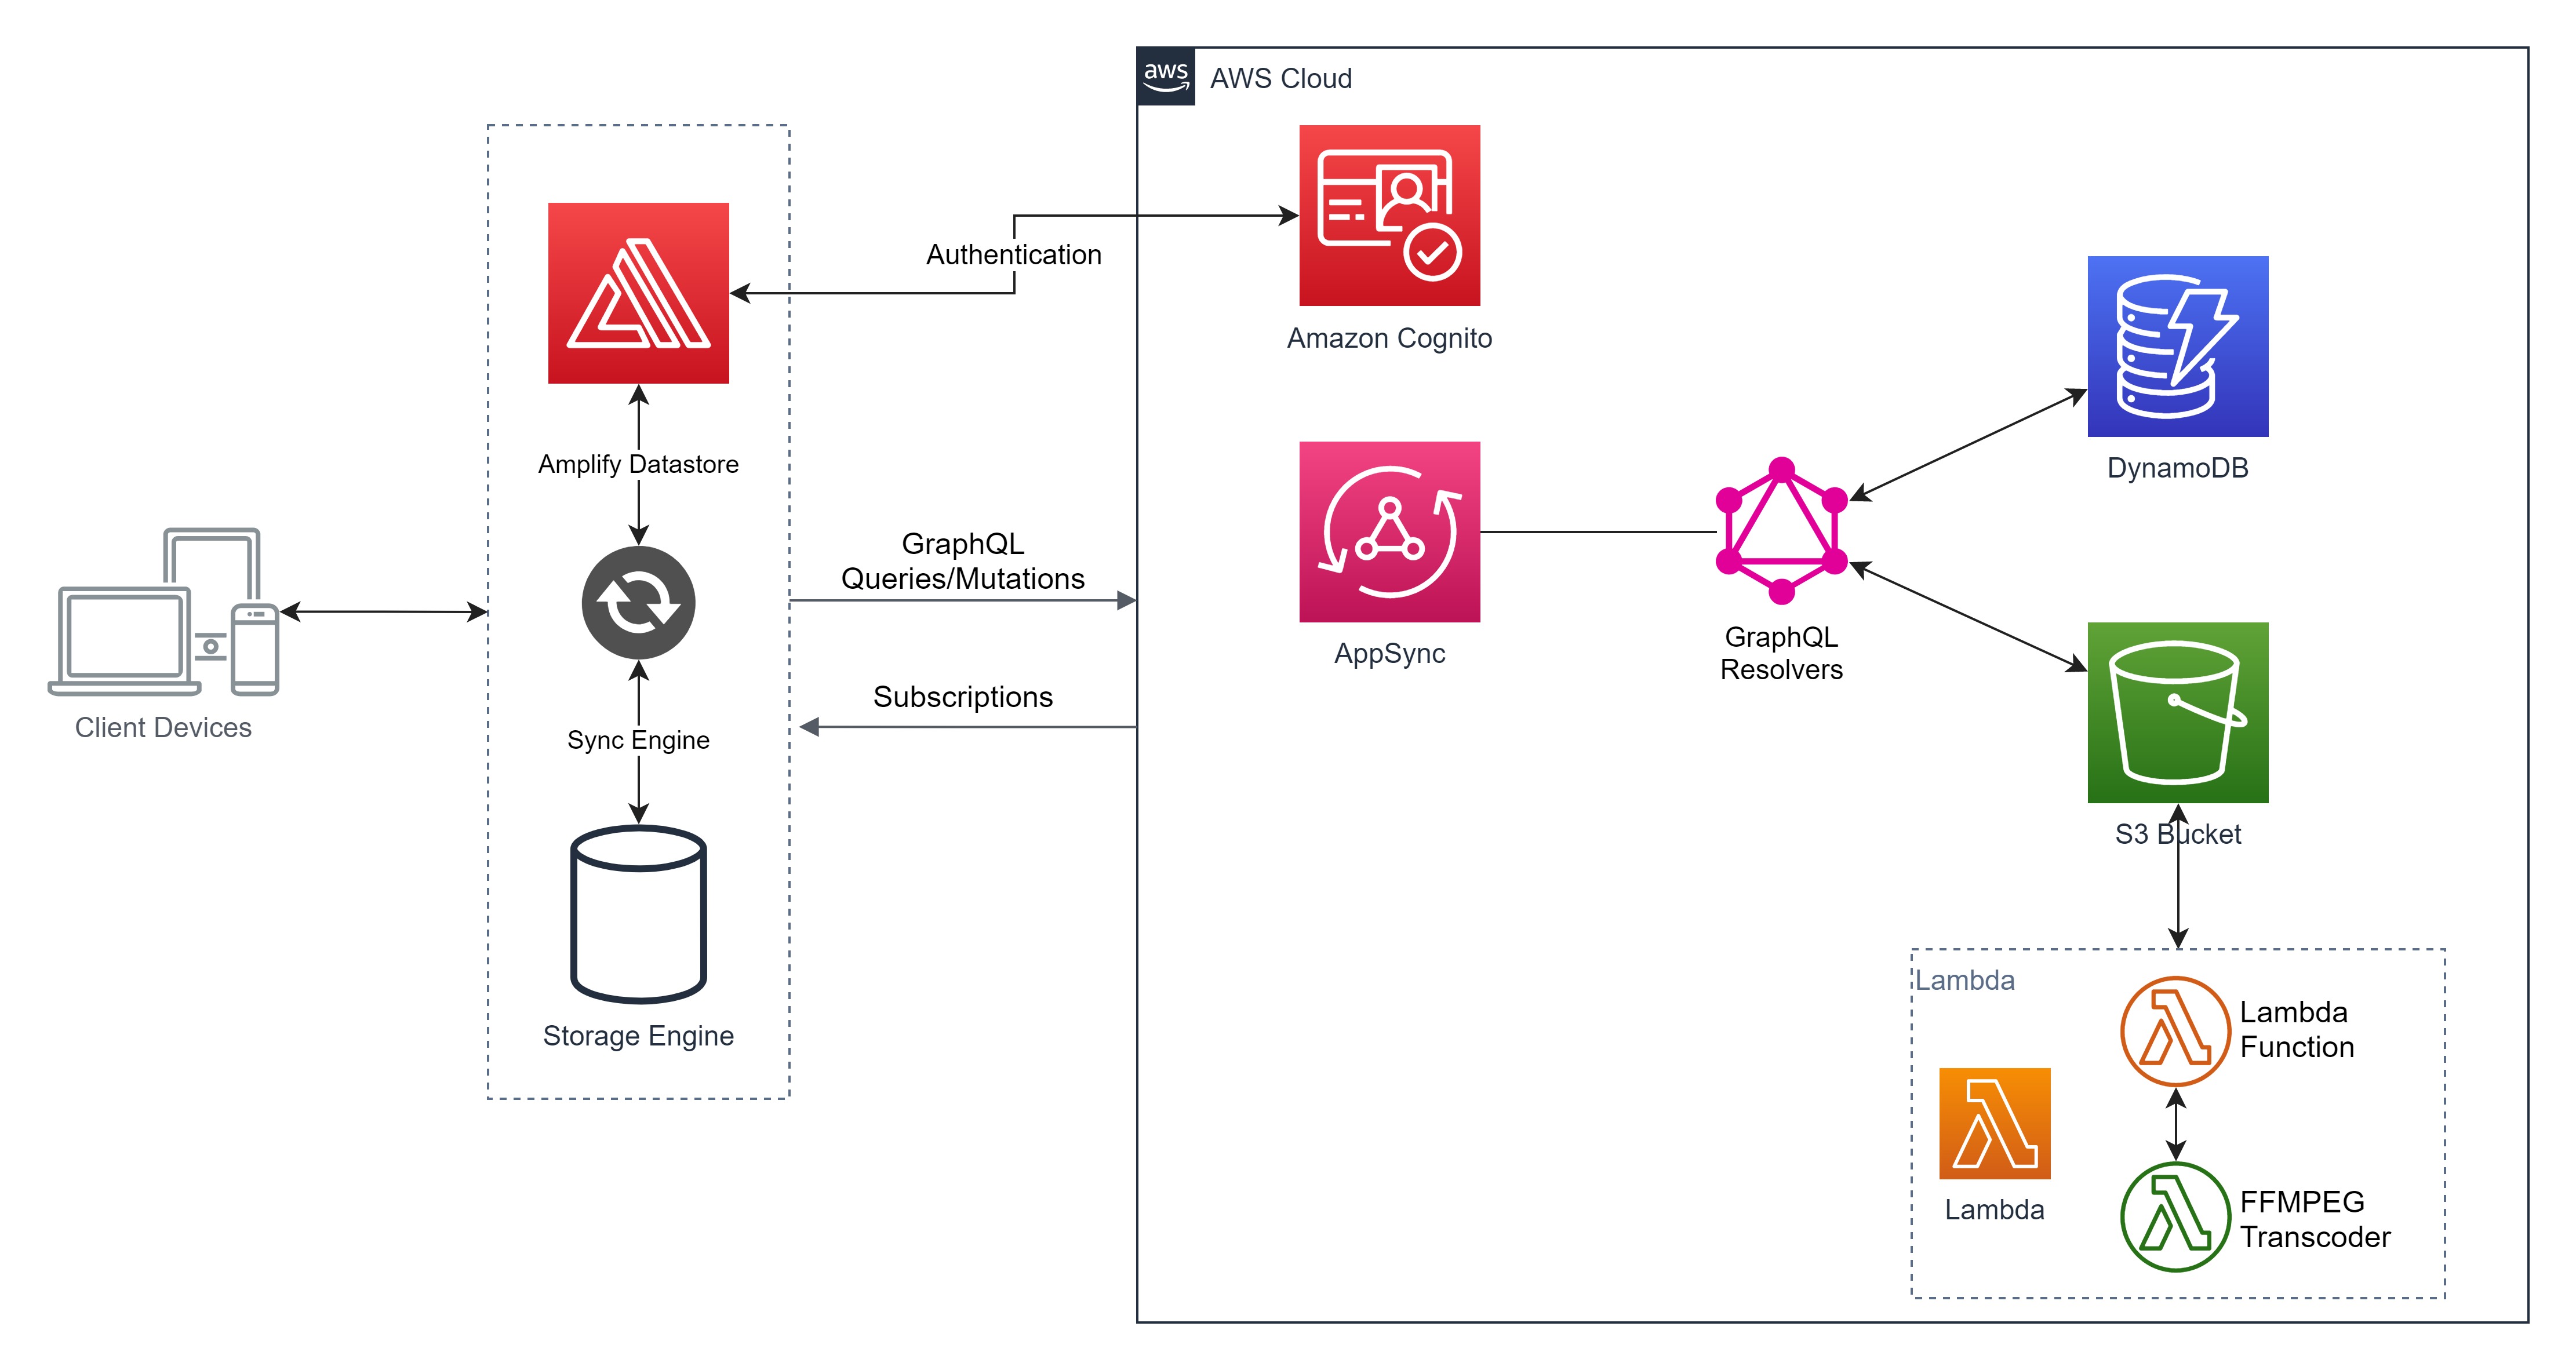 aws
AWS Cloud
Authentication
Amazon Cognito
Amplify Datastore
DynamoDB
GraphQL
Queries/Mutations
AppSync
GraphQL
Resolvers
Client Devices
Subscriptions
Sync Engine
S3 Bucket
Storage Engine
Lambda
Lambda
Function
Lambda
FFMPEG
Transcoder